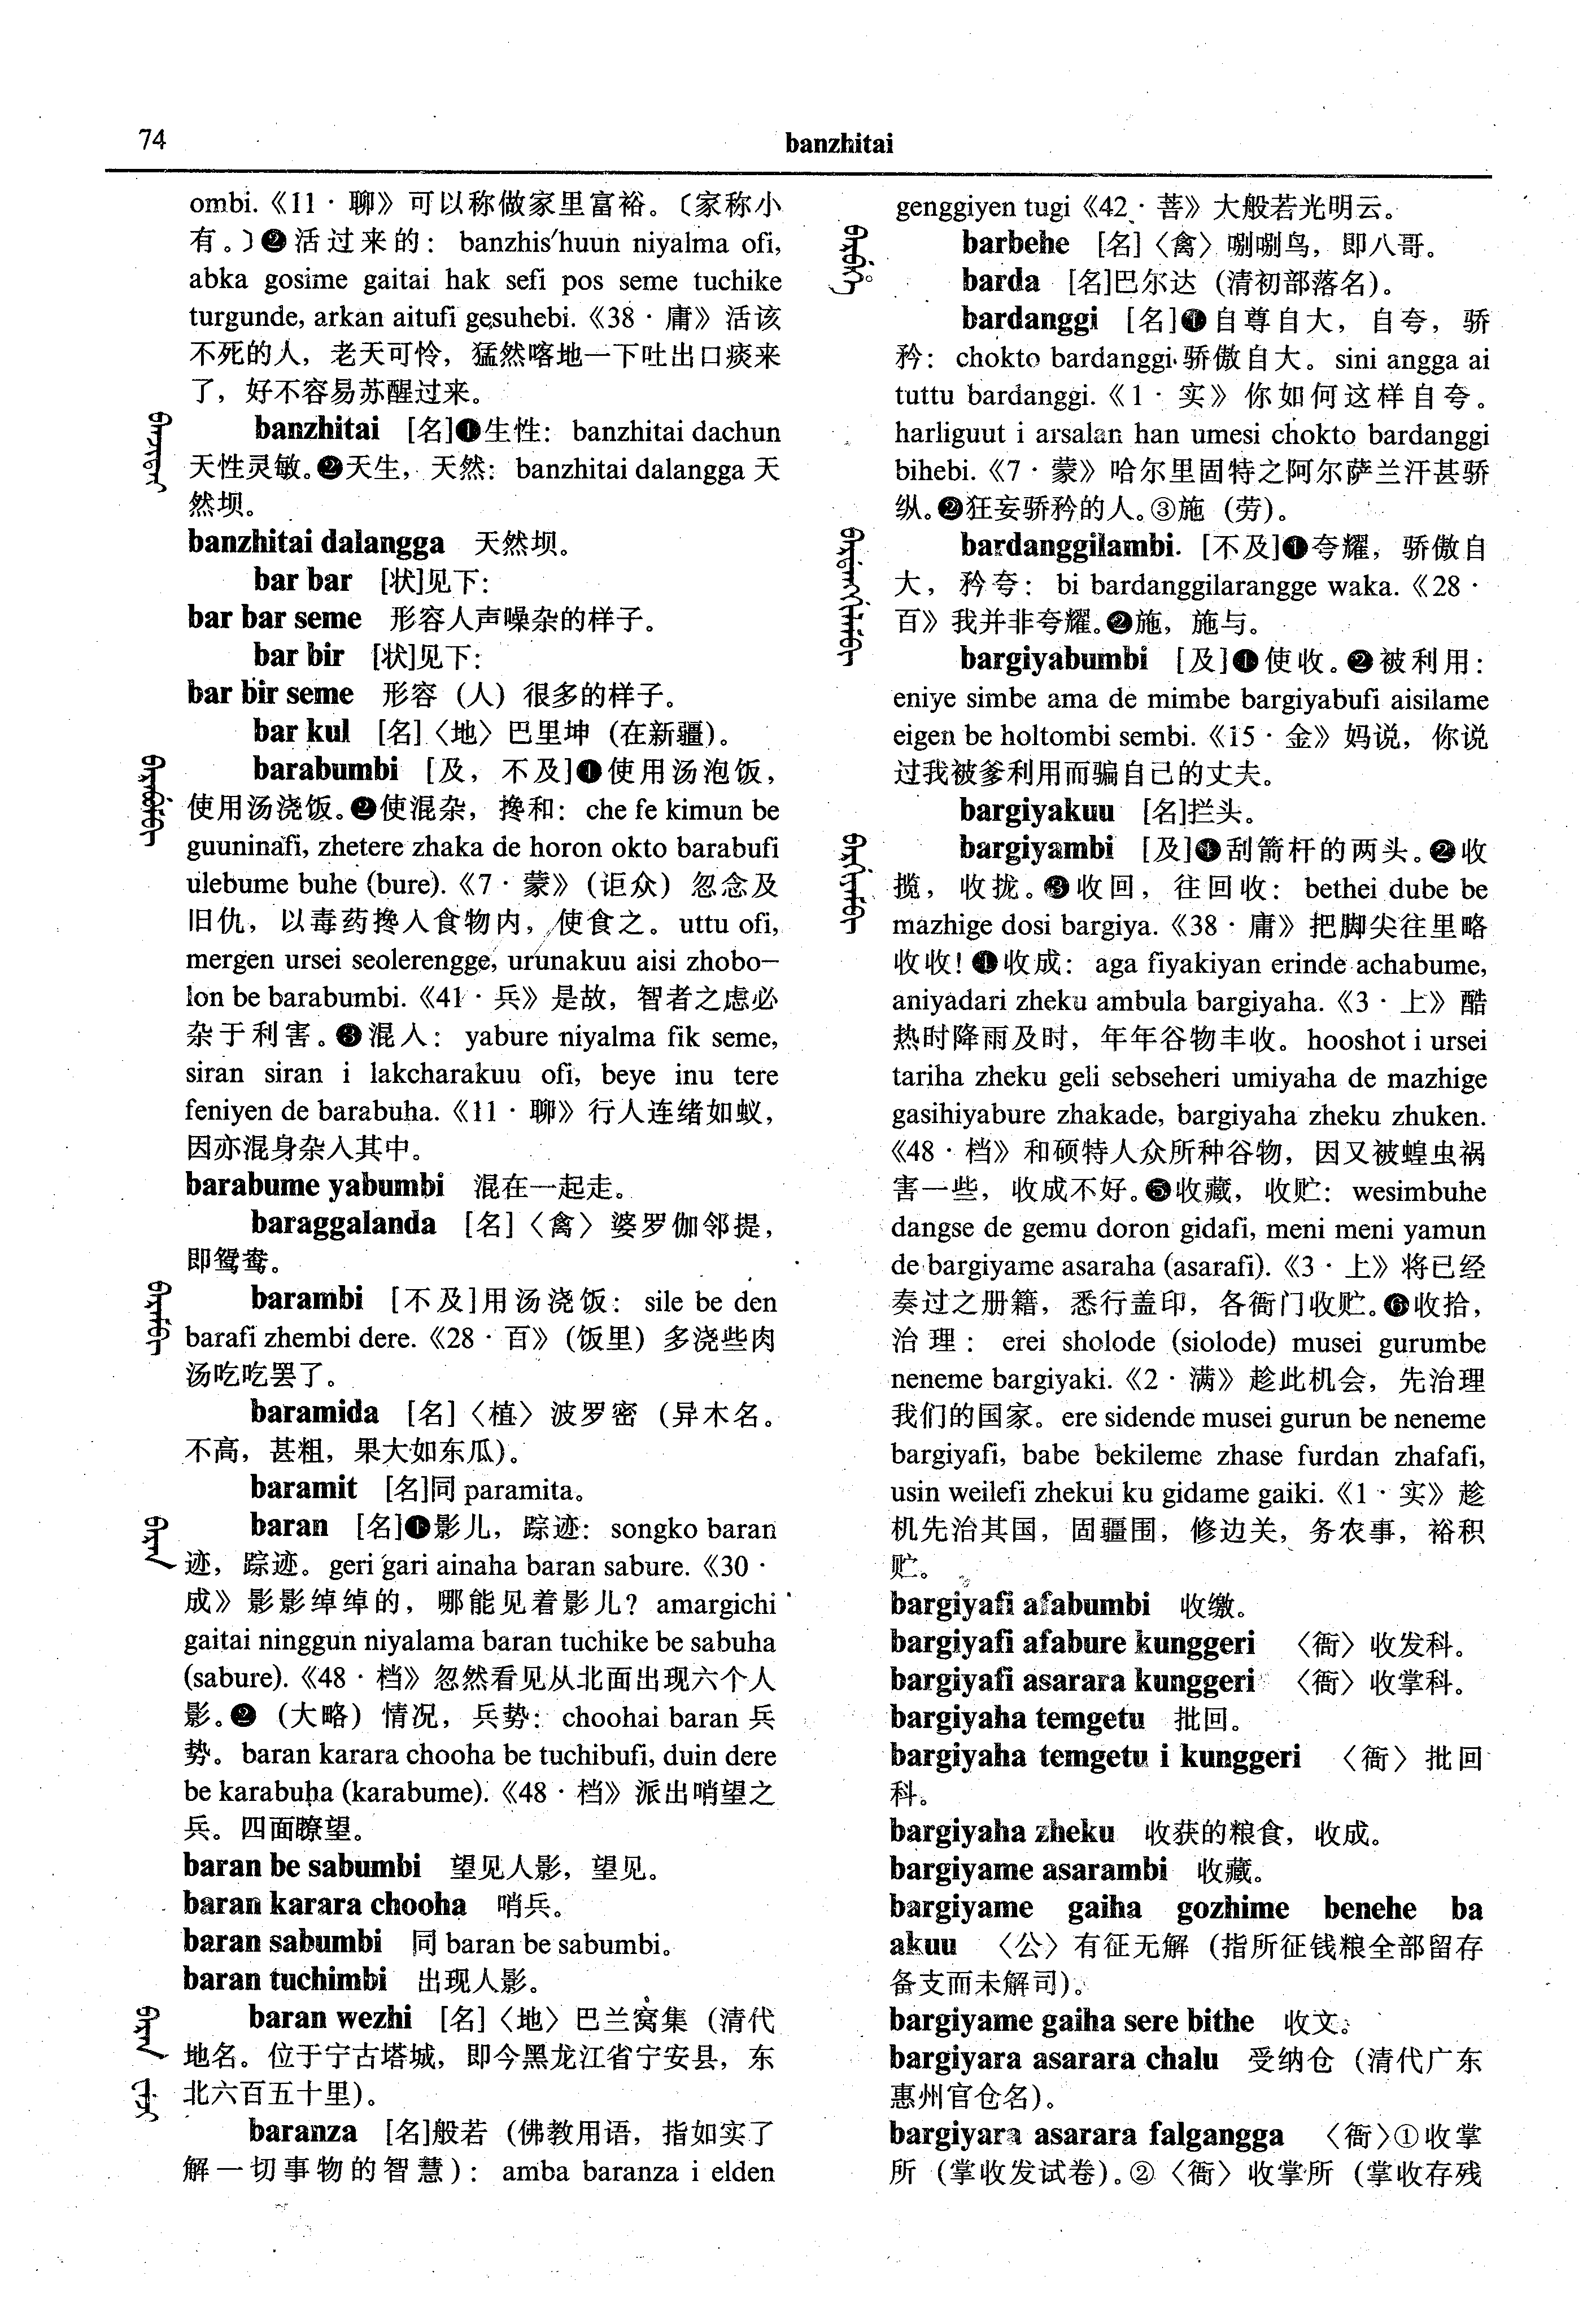 74
banzhitai
ombi.《11·聊》可以称做家里富裕。〔家称小
有。〕❷活过来的： banzhis'huun niyalma ofi,
abka gosime gaitai hak sefi pos seme tuchike
turgunde, arkan aitufi gesuhebi.《38·庸》活该
不死的人，老天可怜，猛然喀地一下吐出口痰来
了，好不容易苏醒过来。
banzhitai [名]❶生性： banzhitai dachun
天性灵敏。❷天生，天然： banzhitai dalangga 天
然坝。
banzhitai dalangga 天然坝。
bar bar [状]见下：
bar bar seme 形容人声噪杂的样子。
bar bir [状]见下：
bar bir seme 形容（人）很多的样子。
bar kul [名]〈地〉巴里坤（在新疆）。
barabumbi [及，不及]❶使用汤泡饭，
使用汤浇饭。❷使混杂，搀和： che fe kimun be
guuninafi, zhetere zhaka de horon okto barabufi
ulebume buhe (bure).《7·蒙》（讵众）忽念及
旧仇，以毒药搀入食物内，使食之。 uttu ofi,
mergen ursei seolerengge, urunakuu aisi zhobo-
lon be barabumbi.《41·兵》是故，智者之虑必
杂于利害。❸混入： yabure niyalma fik seme,
siran siran i lakcharakuu ofi, beye inu tere
feniyen de barabuha.《11·聊》行人连绪如蚁，
因亦混身杂入其中。
barabume yabumbi 混在一起走。
baraggalanda [名]〈禽〉婆罗伽邻提，
即鸳鸯。
barambi [不及]用汤浇饭： sile be den
barafi zhembi dere.《28·百》（饭里）多浇些肉
汤吃吃罢了。
baramida [名]〈植〉波罗密（异木名。
不高，甚粗，果大如东瓜）。
baramit [名]同 paramita。
baran [名]❶影儿，踪迹： songko baran
迹，踪迹。 geri gari ainaha baran sabure.《30·
成》影影绰绰的，哪能见着影儿？ amargichi
gaitai ninggun niyalama baran tuchike be sabuha
(sabure).《48·档》忽然看见从北面出现六个人
影。❷（大略）情况，兵势： choohai baran 兵
势。 baran karara chooha be tuchibufi, duin dere
be karabuha (karabume).《48·档》派出哨望之
兵。四面瞭望。
baran be sabumbi 望见人影，望见。
baran karara chooha 哨兵。
baran sabumbi 同 baran be sabumbi。
baran tuchimbi 出现人影。
baran wezhi [名]〈地〉巴兰窝集（清代
地名。位于宁古塔城，即今黑龙江省宁安县，东
北六百五十里）。
baranza [名]般若（佛教用语，指如实了
解一切事物的智慧）： amba baranza i elden
genggiyen tugi《42·菩》大般若光明云。
barbehe [名]〈禽〉唰唰鸟，即八哥。
barda [名]巴尔达（清初部落名）。
bardanggi [名]❶自尊自大，自夸，骄
矜： chokto bardanggi 骄傲自大。 sini angga ai
tuttu bardanggi.《1·实》你如何这样自夸。
harliguut i arsalan han umesi chokto bardanggi
bihebi.《7·蒙》哈尔里固特之阿尔萨兰汗甚骄
纵。❷狂妄骄矜的人。③施（劳）。
bardanggilambi. [不及]❶夸耀，骄傲自
大，矜夸： bi bardanggilarangge waka.《28·
百》我并非夸耀。❷施，施与。
bargiyabumbi [及]❶使收。❷被利用：
eniye simbe ama de mimbe bargiyabufi aisilame
eigen be holtombi sembi.《15·金》妈说，你说
过我被爹利用而骗自己的丈夫。
bargiyakuu [名]拦头。
bargiyambi [及]❶刮箭杆的两头。❷收
揽，收拢。❸收回，往回收： bethei dube be
mazhige dosi bargiya.《38·庸》把脚尖往里略
收收！❶收成： aga fiyakiyan erinde achabume,
aniyadari zheku ambula bargiyaha.《3·上》酷
热时降雨及时，年年谷物丰收。 hooshot i ursei
tariha zheku geli sebseheri umiyaha de mazhige
gasihiyabure zhakade, bargiyaha zheku zhuken.
《48·档》和硕特人众所种谷物，因又被蝗虫祸
害一些，收成不好。❺收藏，收贮： wesimbuhe
dangse de gemu doron gidafi, meni meni yamun
de bargiyame asaraha (asarafi).《3·上》将已经
奏过之册籍，悉行盖印，各衙门收贮。❻收拾，
治理： erei sholode (siolode) musei gurumbe
neneme bargiyaki.《2·满》趁此机会，先治理
我们的国家。 ere sidende musei gurun be neneme
bargiyafi, babe bekileme zhase furdan zhafafi,
usin weilefi zhekui ku gidame gaiki.《1·实》趁
机先治其国，固疆围，修边关，务农事，裕积
贮。
bargiyafi afabumbi 收缴。
bargiyafi afabure kunggeri 〈衙〉收发科。
bargiyafi asarara kunggeri 〈衙〉收掌科。
bargiyaha temgetu 批回。
bargiyaha temgetu i kunggeri 〈衙〉批回
科。
bargiyaha zheku 收获的粮食，收成。
bargiyame asarambi 收藏。
bargiyame gaiha gozhime benehe ba
akuu 〈公〉有征无解（指所征钱粮全部留存
备支而未解司）。
bargiyame gaiha sere bithe 收文。
bargiyara asarara chalu 受纳仓（清代广东
惠州官仓名）。
bargiyara asarara falgangga 〈衙〉①收掌
所（掌收发试卷）。②〈衙〉收掌所（掌收存残